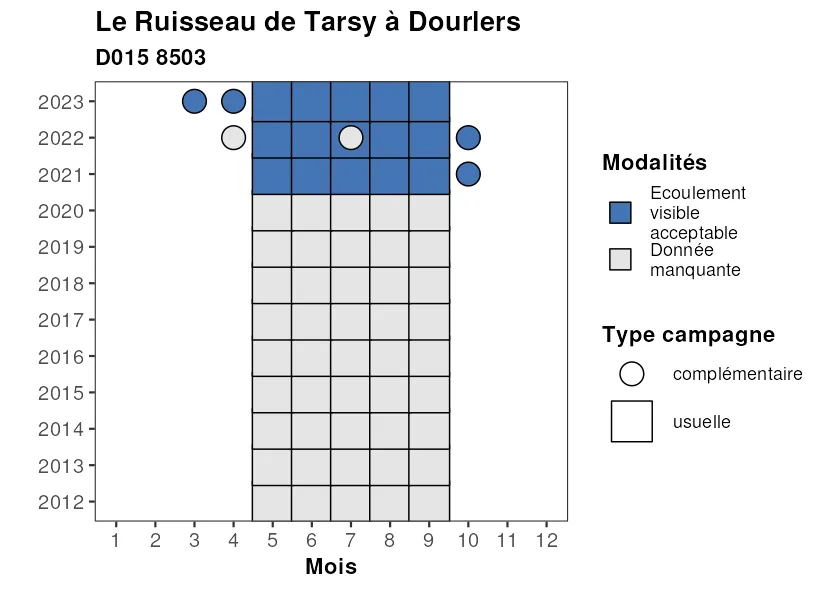 Le Ruisseau de Tarsy à Dourlers
D015 8503
2023
2022
2021
2020
2019
2018
2017
2016
2015
2014
2013
2012
1 2 3 4 5 6 7 8 9 10 11 12
Mois
Modalités
Ecoulement
visible
acceptable
Donnée
manquante
Type campagne
complémentaire
usuelle